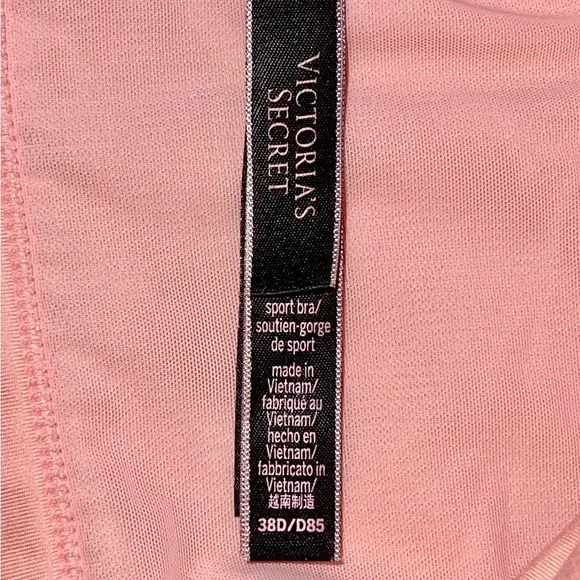 VICTORIA'S
SECRET
sport bra/
soutien-gorge
de sport
made in
Vietnam/
fabriqué au
Vietnam/
hecho en
Vietnam/
fabbricato in
Vietnam/
越南制造
38D/D85